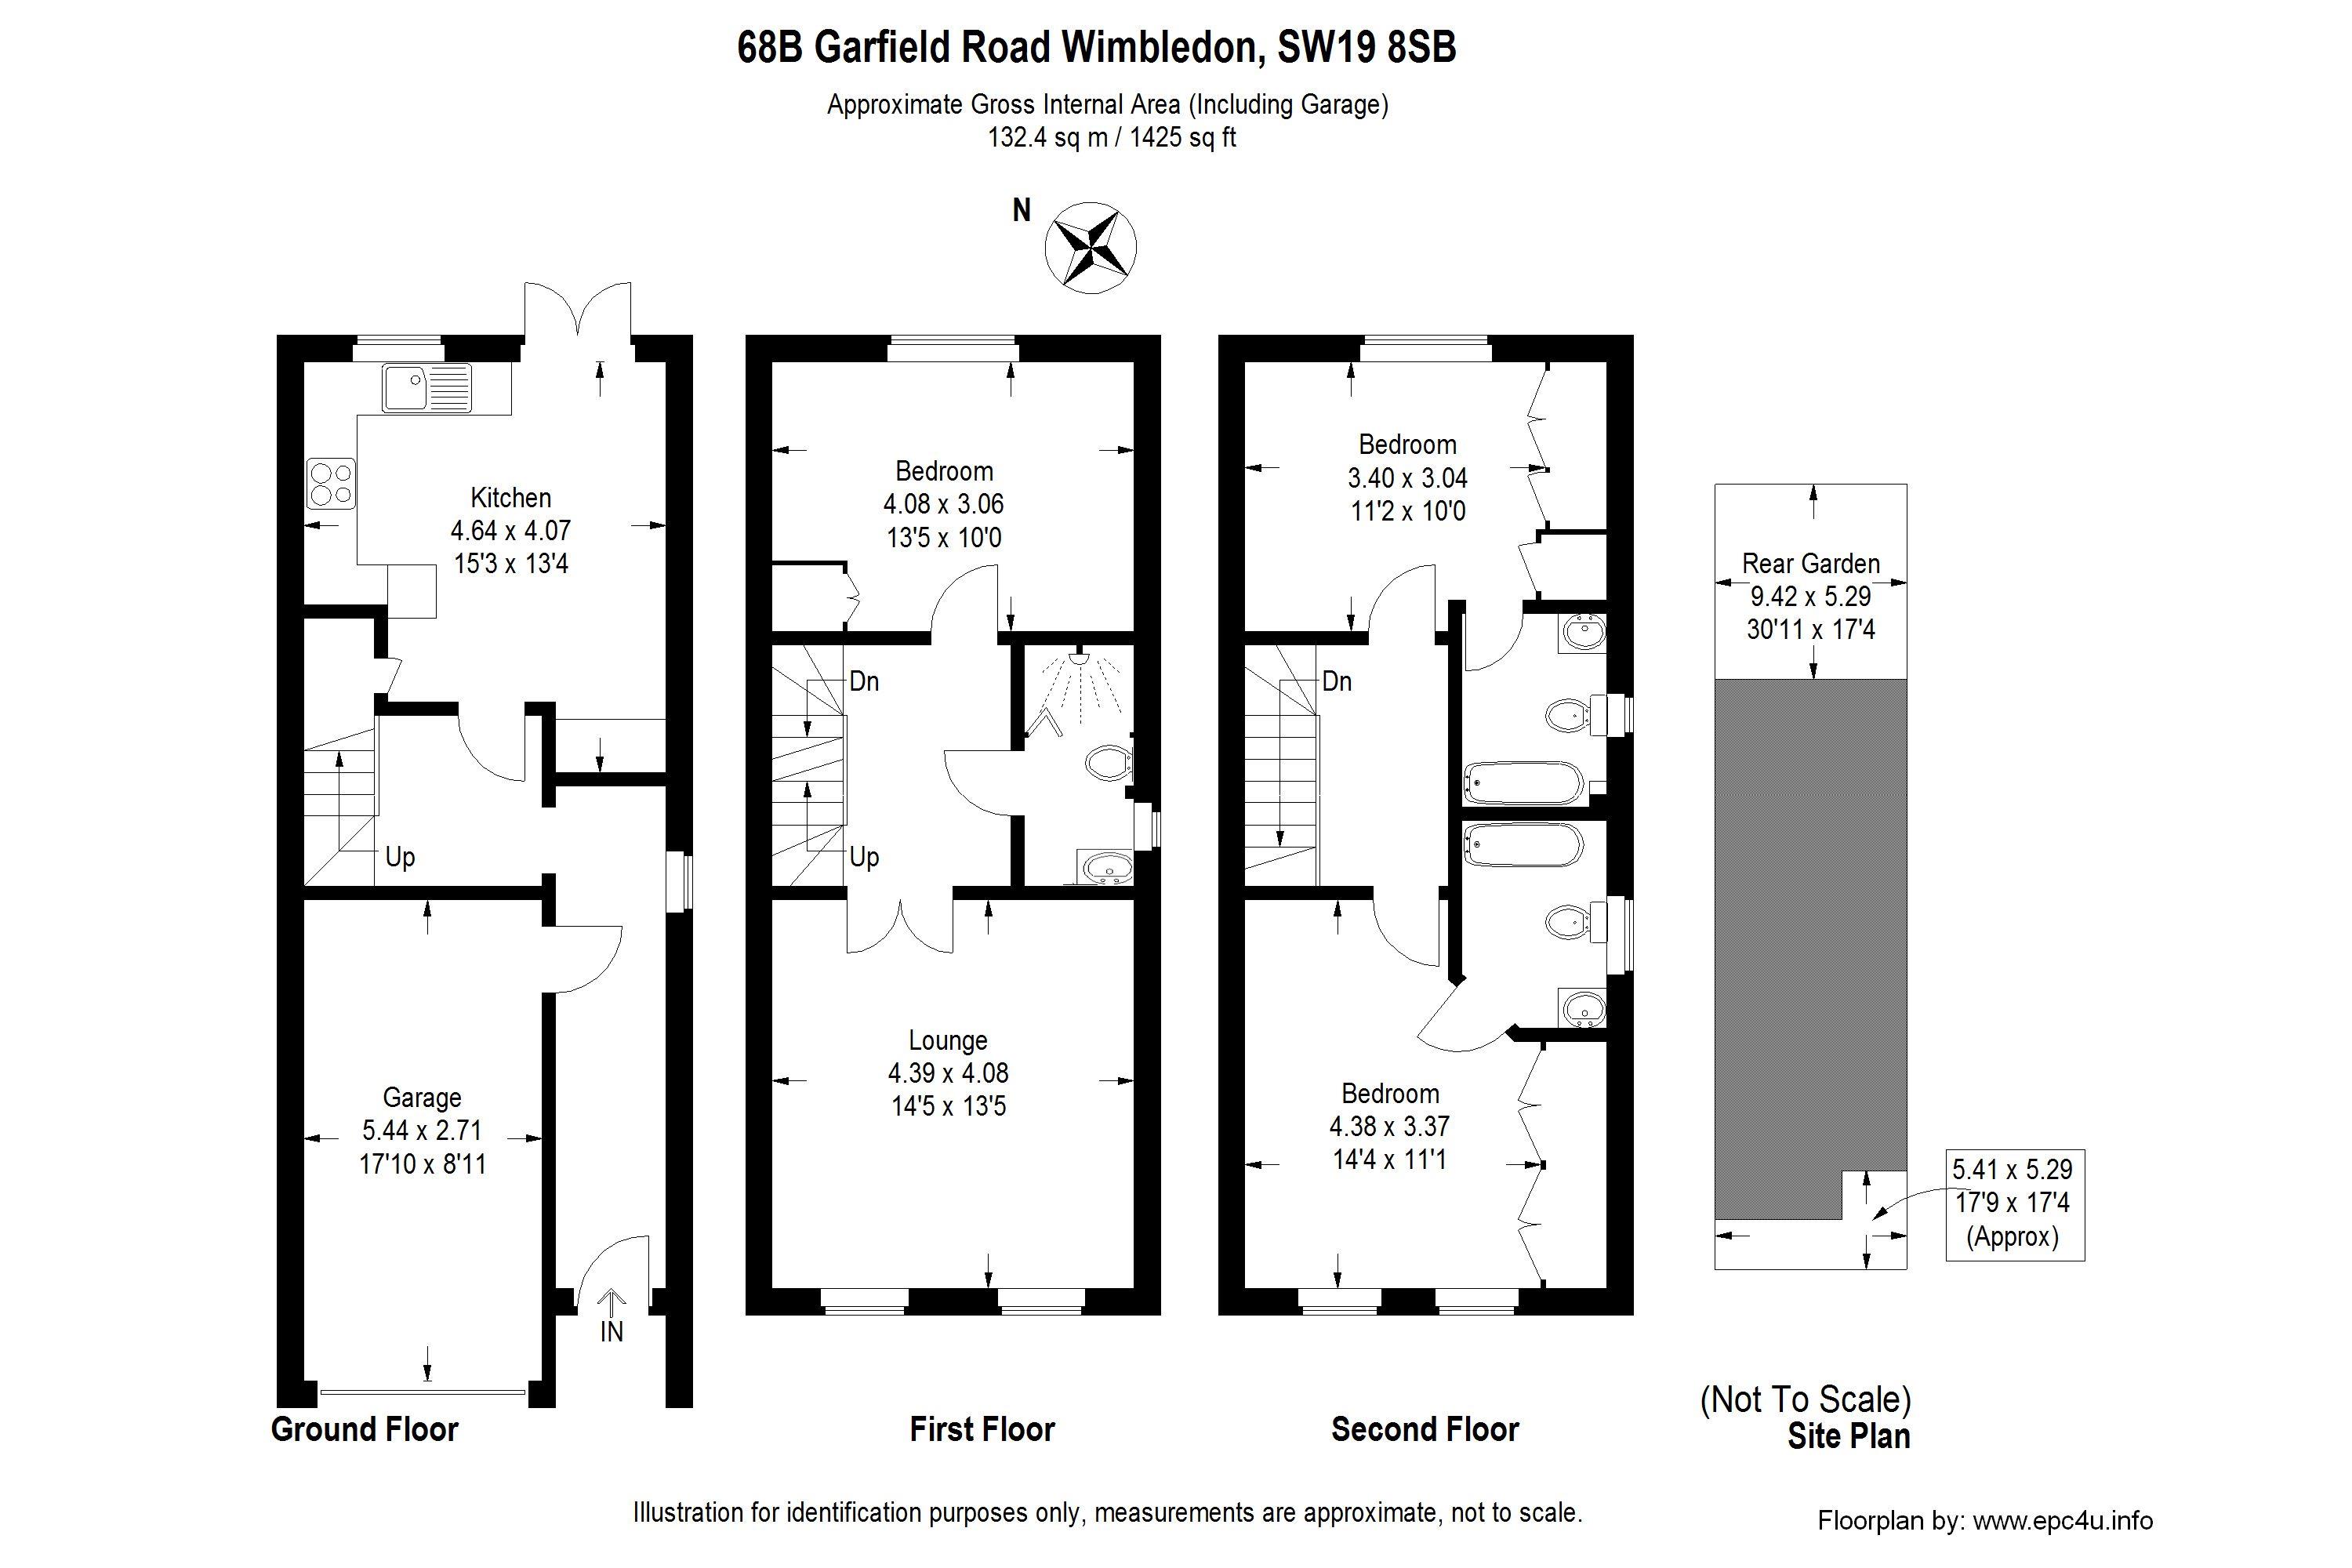 68B Garfield Road Wimbledon, SW19 8SB
Approximate Gross Internal Area (Including Garage)
132.4 sq m / 1425 sq ft
N
Kitchen
4.64 x 4.07
15'3 x 13'4
Up
Garage
5.44 x 2.71
17'10 x 8'11
IN
Ground Floor
Bedroom
4.08 x 3.06
13'5 x 10'0
Dn
Up
Lounge
4.39 x 4.08
14'5 x 13'5
First Floor
Bedroom
3.40 x 3.04
11'2 x 10'0
Dn
Bedroom
4.38 x 3.37
14'4 x 11'1
Second Floor
Rear Garden
9.42 x 5.29
30'11 x 17'4
5.41 x 5.29
17'9 x 17'4
(Approx)
(Not To Scale)
Site Plan
Illustration for identification purposes only, measurements are approximate, not to scale.
Floorplan by: www.epc4u.info